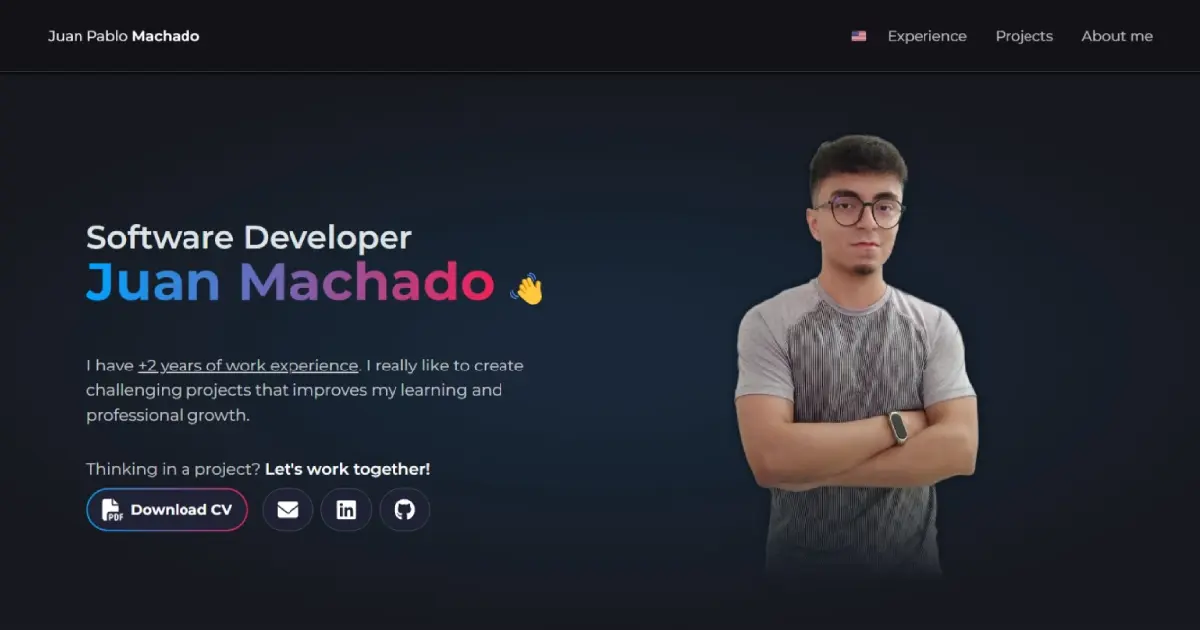 Juan Pablo Machado
Experience
Projects
About me
Software Developer
Juan Machado 👋
I have +2 years of work experience. I really like to create
challenging projects that improves my learning and
professional growth.
Thinking in a project? Let's work together!
PDF Download CV
in